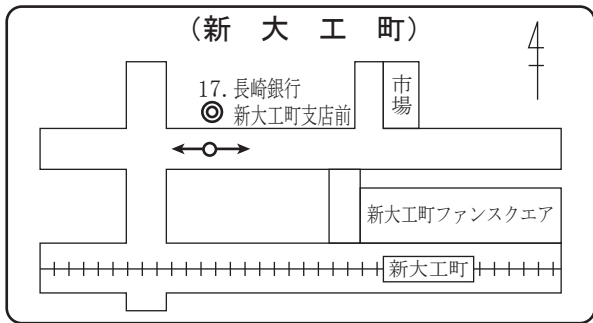 (新大工町)
17. 長崎銀行
新大工町支店前
市場
新大工町ファンスクエア
新大工町